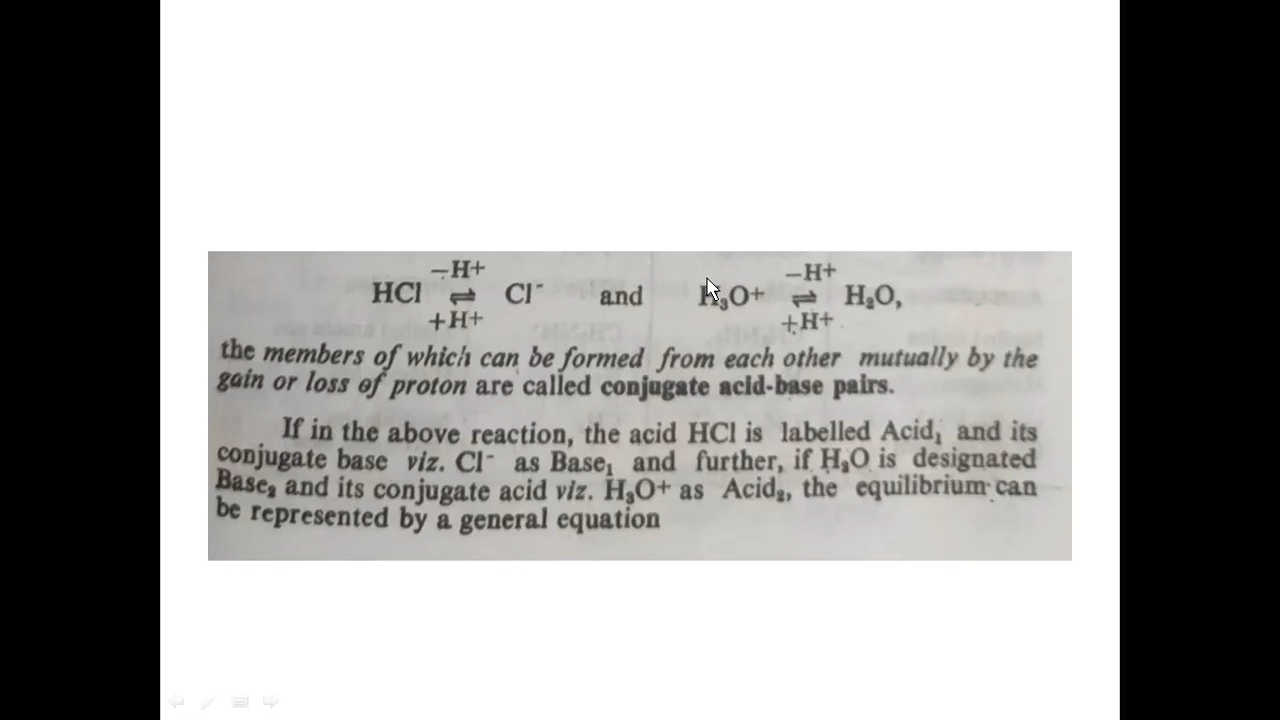 −H+ −H+
HCl ⇌ Cl⁻ and H₃O+ ⇌ H₂O,
+H+ +H+
the members of which can be formed from each other mutually by the
gain or loss of proton are called conjugate acid-base pairs.
If in the above reaction, the acid HCl is labelled Acid₁ and its
conjugate base viz. Cl⁻ as Base₁ and further, if H₂O is designated
Base₂ and its conjugate acid viz. H₃O+ as Acid₂, the equilibrium can
be represented by a general equation